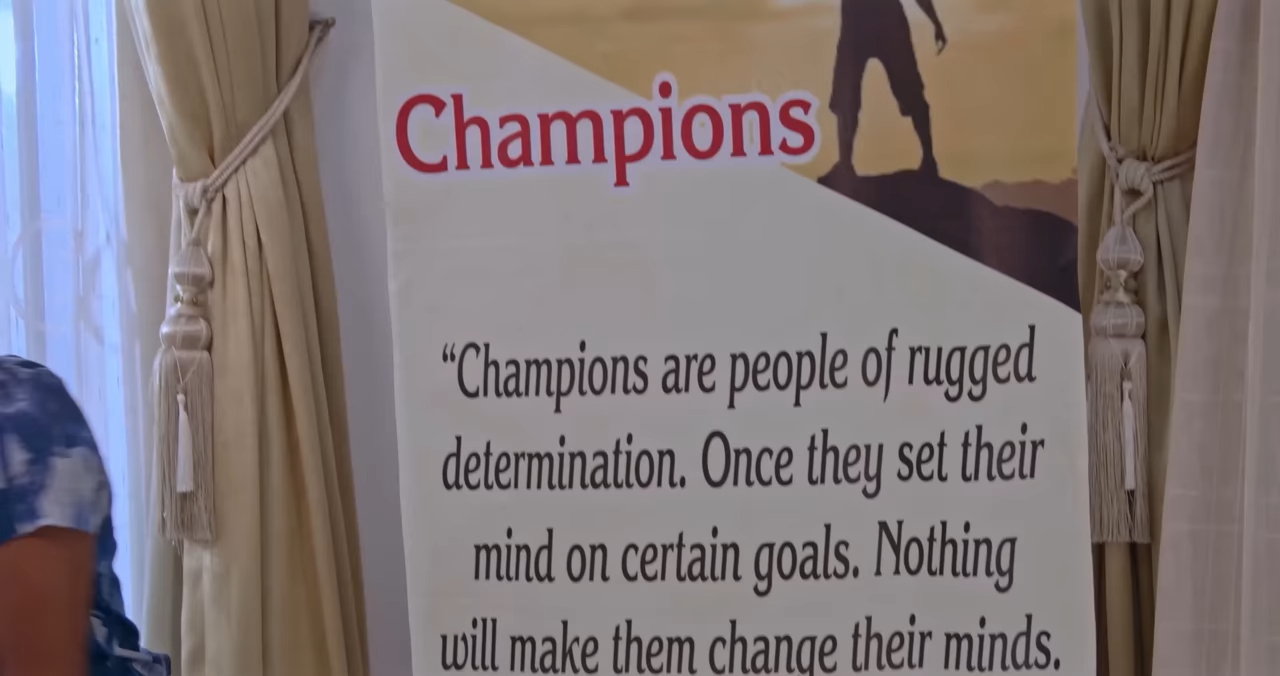 Champions
“Champions are people of rugged
determination. Once they set their
mind on certain goals. Nothing
will make them change their minds.